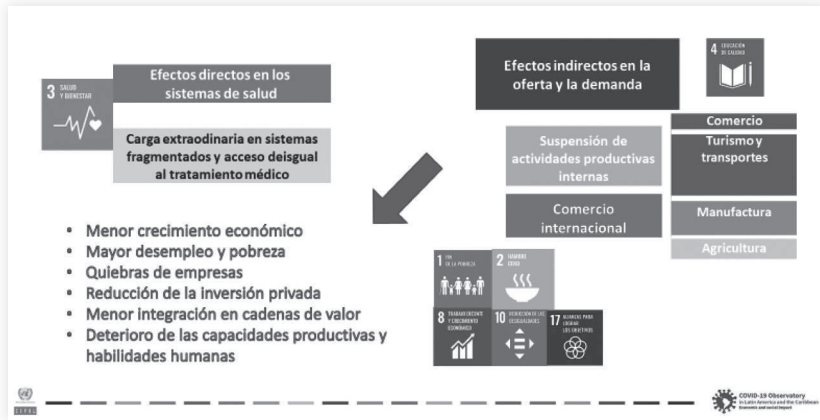 3 SALUD
Y BIENESTAR
Efectos directos en los
sistemas de salud
Carga extraodinaria en sistemas
fragmentados y acceso deisgual
al tratamiento médico
Efectos indirectos en la
oferta y la demanda
4 EDUCACIÓN
DE CALIDAD
Suspensión de
actividades productivas
internas
Comercio
internacional
Comercio
Turismo y
transportes
Manufactura
Agricultura
• Menor crecimiento económico
• Mayor desempleo y pobreza
• Quiebras de empresas
• Reducción de la inversión privada
• Menor integración en cadenas de valor
• Deterioro de las capacidades productivas y
habilidades humanas
1 FIN
DE LA POBREZA
2 HAMBRE
CERO
8 TRABAJO DECENTE
Y CRECIMIENTO
ECONÓMICO
10 REDUCCIÓN DE LAS
DESIGUALDADES
17 ALIANZAS PARA
LOGRAR
LOS OBJETIVOS
CEPAL
COVID-19 Observatory
in Latin America and the Caribbean
Economic and social impact